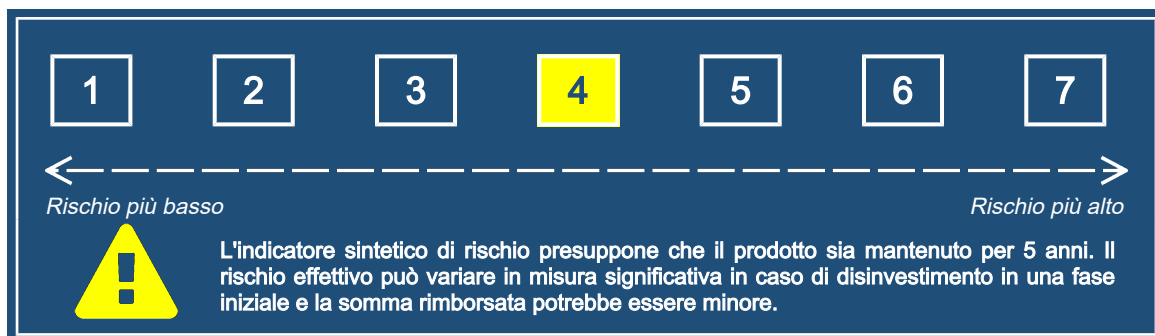 1 2 3 4 5 6 7
Rischio più basso Rischio più alto
L'indicatore sintetico di rischio presuppone che il prodotto sia mantenuto per 5 anni. Il
rischio effettivo può variare in misura significativa in caso di disinvestimento in una fase
iniziale e la somma rimborsata potrebbe essere minore.